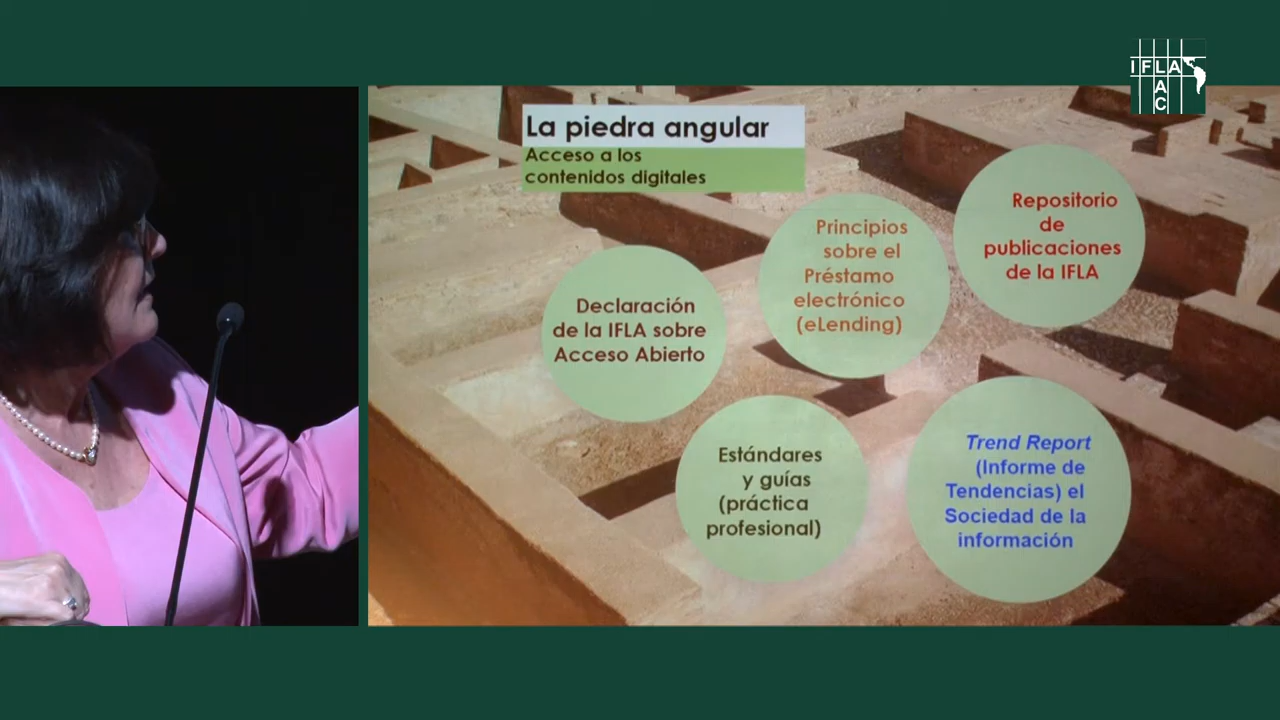 IFLA
LAC
La piedra angular
Acceso a los
contenidos digitales
Repositorio
de
publicaciones
de la IFLA
Principios
sobre el
Préstamo
electrónico
(eLending)
Declaración
de la IFLA sobre
Acceso Abierto
Estándares
y guías
(práctica
profesional)
Trend Report
(Informe de
Tendencias) el
Sociedad de la
información